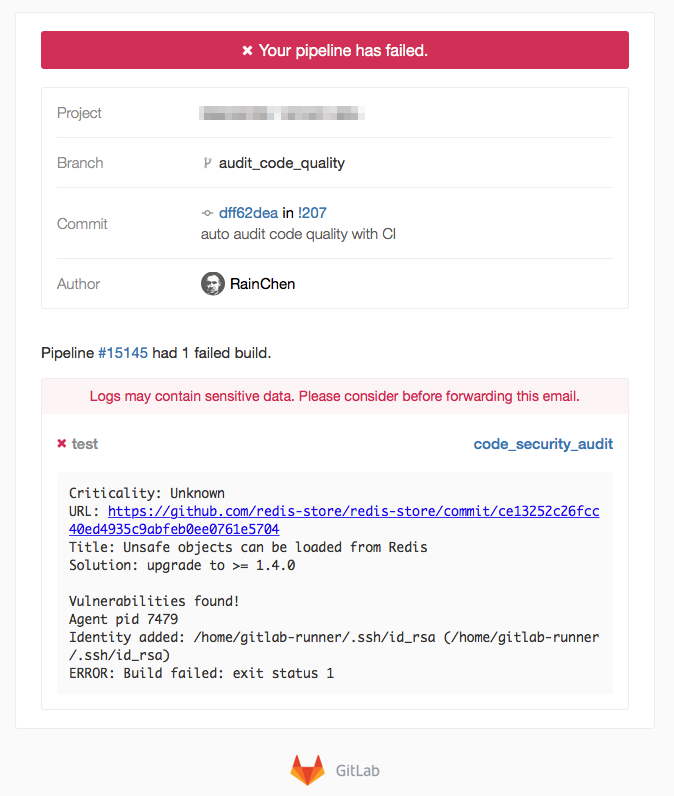 ✖ Your pipeline has failed.
Project
Branch audit_code_quality
Commit dff62dea in !207
auto audit code quality with CI
Author RainChen
Pipeline #15145 had 1 failed build.
Logs may contain sensitive data. Please consider before forwarding this email.
✖ test code_security_audit
Criticality: Unknown
URL: https://github.com/redis-store/redis-store/commit/ce13252c26fcc
40ed4935c9abfeb0ee0761e5704
Title: Unsafe objects can be loaded from Redis
Solution: upgrade to >= 1.4.0
Vulnerabilities found!
Agent pid 7479
Identity added: /home/gitlab-runner/.ssh/id_rsa (/home/gitlab-runner
/.ssh/id_rsa)
ERROR: Build failed: exit status 1
GitLab